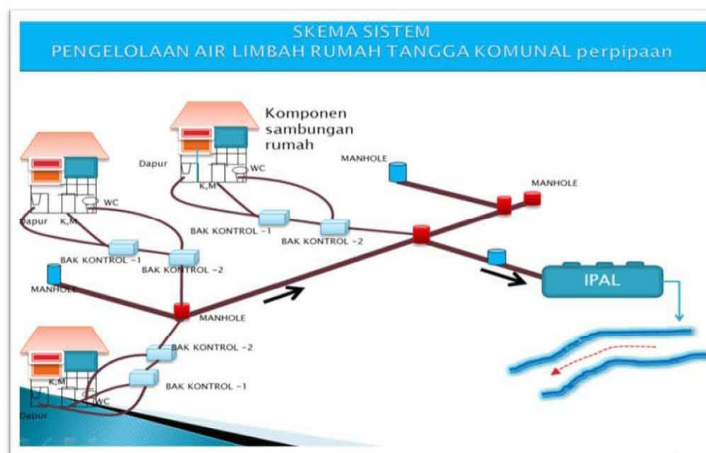 SKEMA SISTEM
PENGELOLAAN AIR LIMBAH RUMAH TANGGA KOMUNAL perpipaan
Komponen
sambungan
rumah
Dapur
WC
K,M
MANHOLE
MANHOLE
WC
Dapur
K,M
BAK KONTROL -1
BAK KONTROL -2
BAK KONTROL -1
BAK KONTROL -2
MANHOLE
MANHOLE
IPAL
BAK KONTROL -2
K,M
BAK KONTROL -1
WC
Dapur